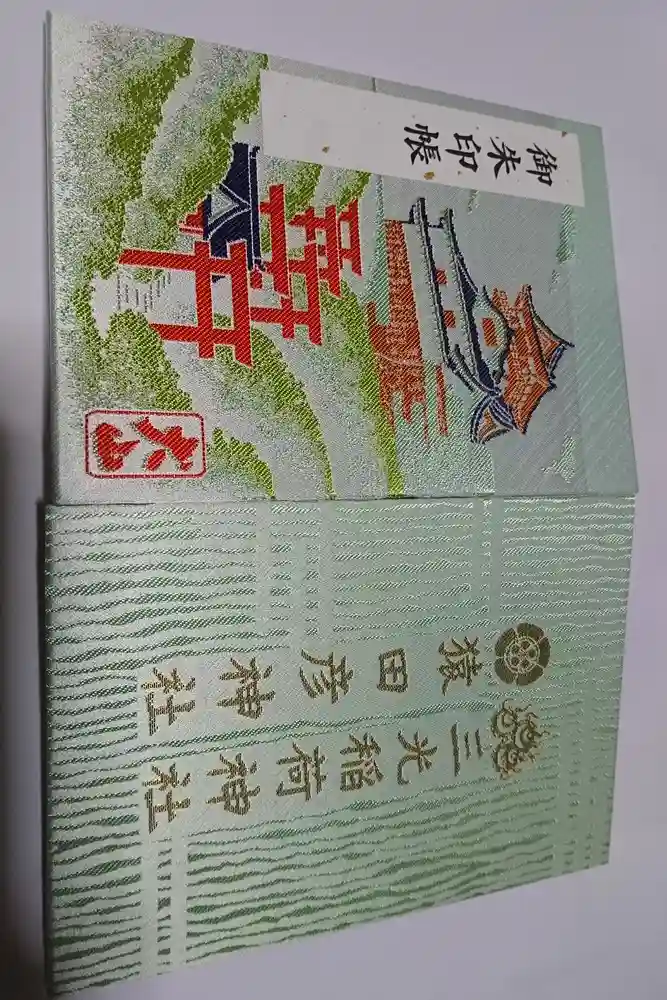 御朱印帳
犬山
猿田彦神社
三光稲荷神社